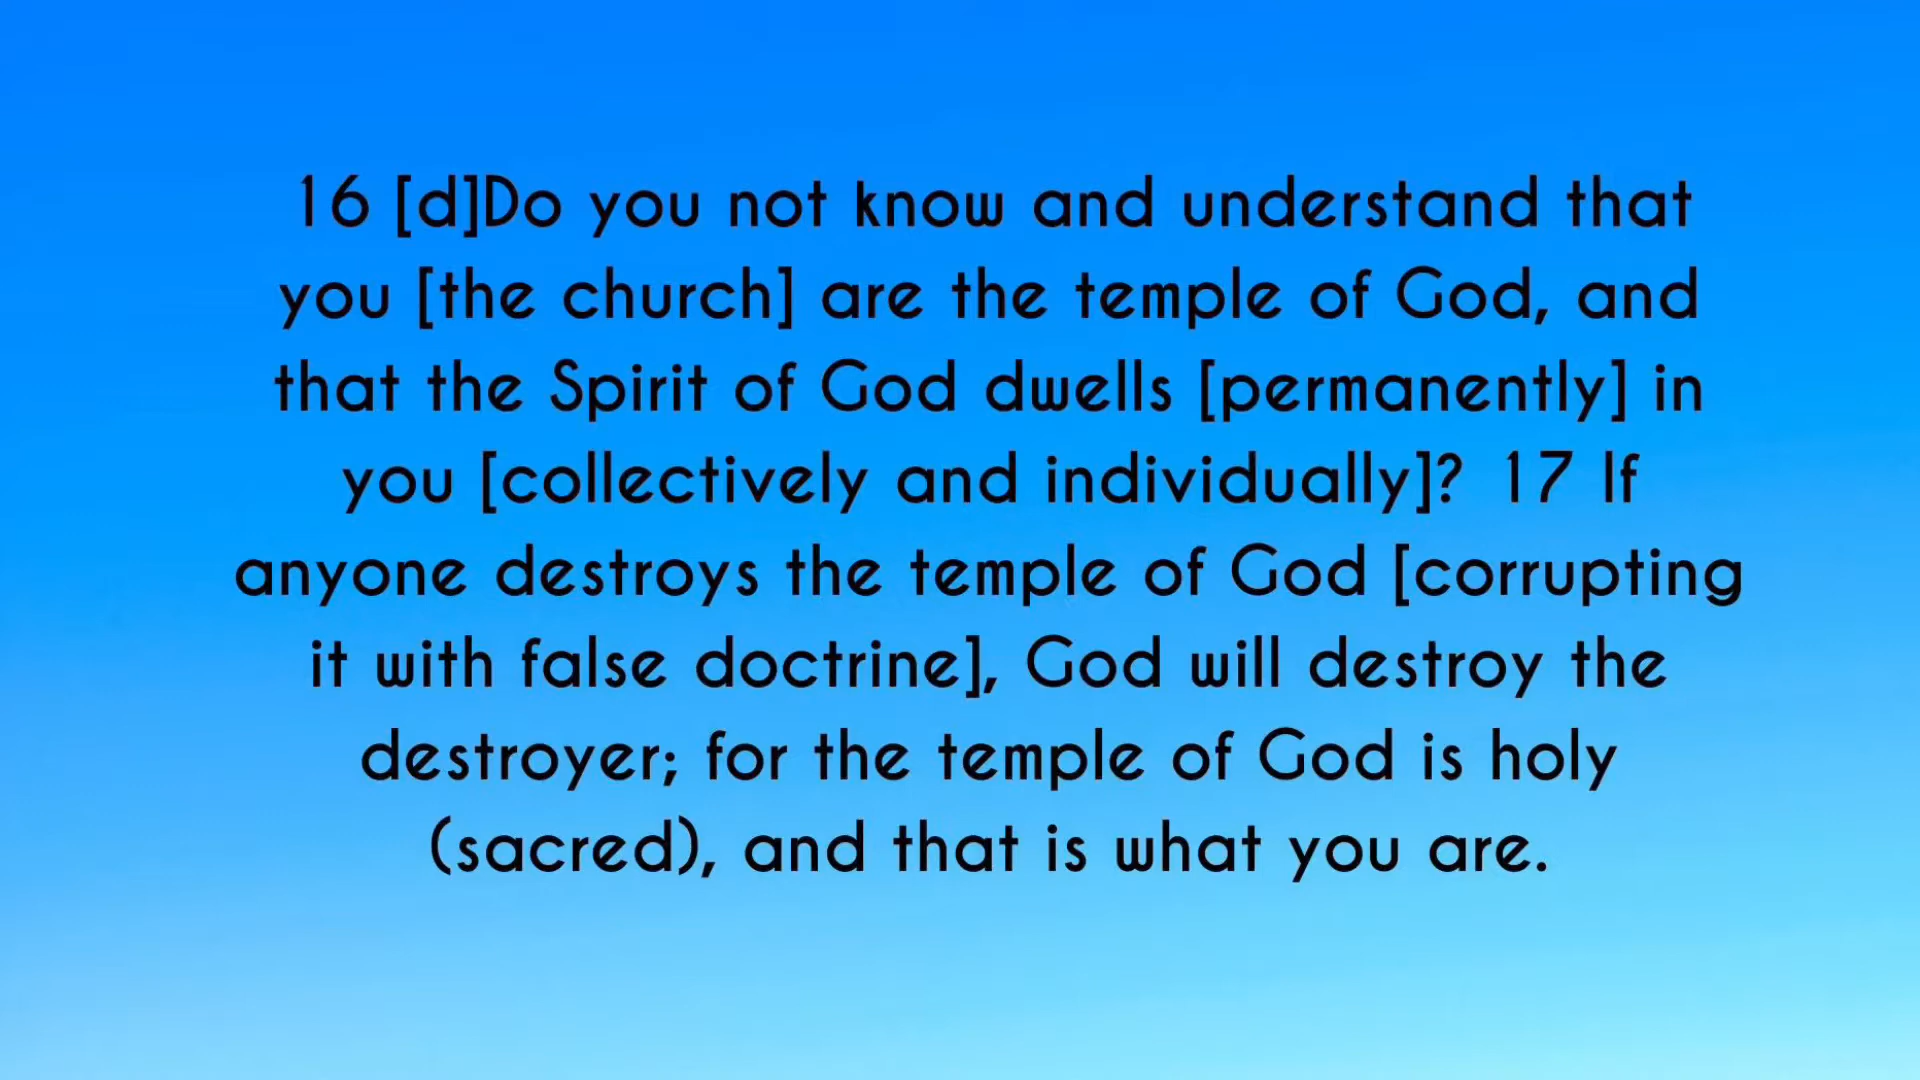 16 [d]Do you not know and understand that
you [the church] are the temple of God, and
that the Spirit of God dwells [permanently] in
you [collectively and individually]? 17 If
anyone destroys the temple of God [corrupting
it with false doctrine], God will destroy the
destroyer; for the temple of God is holy
(sacred), and that is what you are.